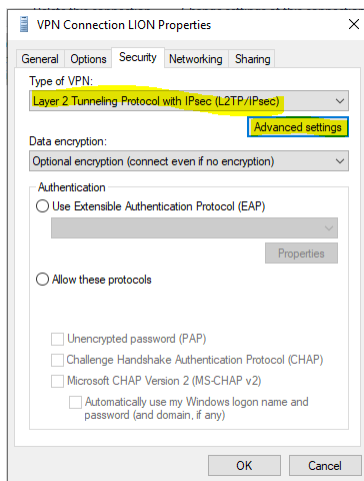 VPN Connection LION Properties
General Options Security Networking Sharing
Type of VPN:
Layer 2 Tunneling Protocol with IPsec (L2TP/IPsec)
Advanced settings
Data encryption:
Optional encryption (connect even if no encryption)
Authentication
Use Extensible Authentication Protocol (EAP)
Properties
Allow these protocols
Unencrypted password (PAP)
Challenge Handshake Authentication Protocol (CHAP)
Microsoft CHAP Version 2 (MS-CHAP v2)
Automatically use my Windows logon name and
password (and domain, if any)
OK Cancel